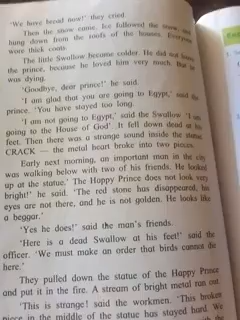 'We have bread now!' they cried.
Then the snow came. Ice followed the snow, and
hung down from the roofs of the houses. Everyone
wore thick coats.
The little Swallow became colder. He did not leave
the prince, because he loved him very much. But he
was dying.
'Goodbye, dear prince!' he said.
'I am glad that you are going to Egypt,' said the
prince. 'You have stayed too long.'
'I am not going to Egypt,' said the Swallow 'I am
going to the House of God'. It fell down dead at his
feet. Then there was a strange sound inside the statue.
CRACK — the metal heart broke into two pieces.
Early next morning, an important man in the city
was walking below with two of his friends. He looked
up at the statue.' The Happy Prince does not look very
bright!' he said. 'The red stone has disappeared, his
eyes are not there, and he is not golden. He looks like
a beggar.'
'Yes he does!' said the man's friends.
'Here is a dead Swallow at his feet!' said the
officer. 'We must make an order that birds cannot die
here.'
They pulled down the statue of the Happy Prince
and put it in the fire. A stream of bright metal ran out.
'This is strange! said the workmen. 'This broken
piece in the middle of the statue has stayed hard. We